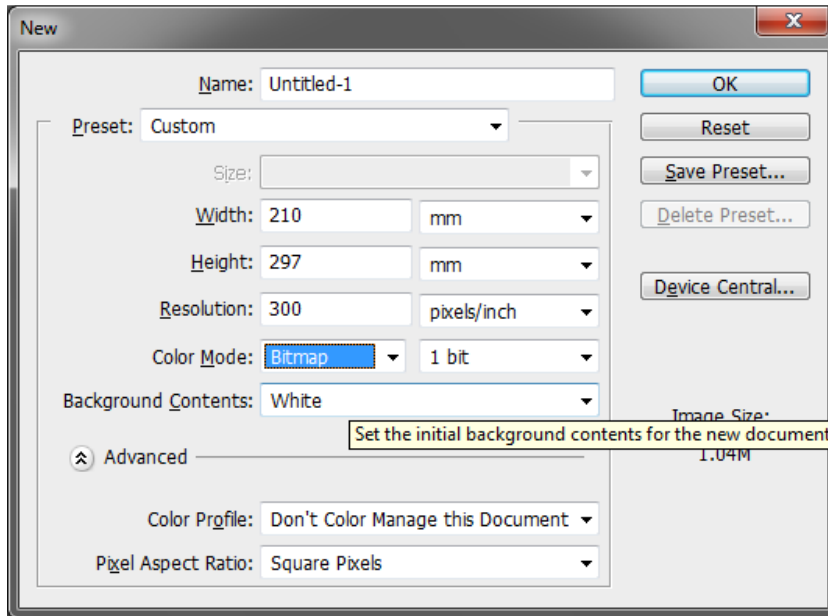 New
Name: Untitled-1
OK
Preset: Custom
Reset
Size:
Save Preset...
Width: 210 mm
Delete Preset...
Height: 297 mm
Device Central...
Resolution: 300 pixels/inch
Color Mode: Bitmap 1 bit
Background Contents: White
Image Size:
Set the initial background contents for the new document
Advanced
1.04M
Color Profile: Don't Color Manage this Document
Pixel Aspect Ratio: Square Pixels